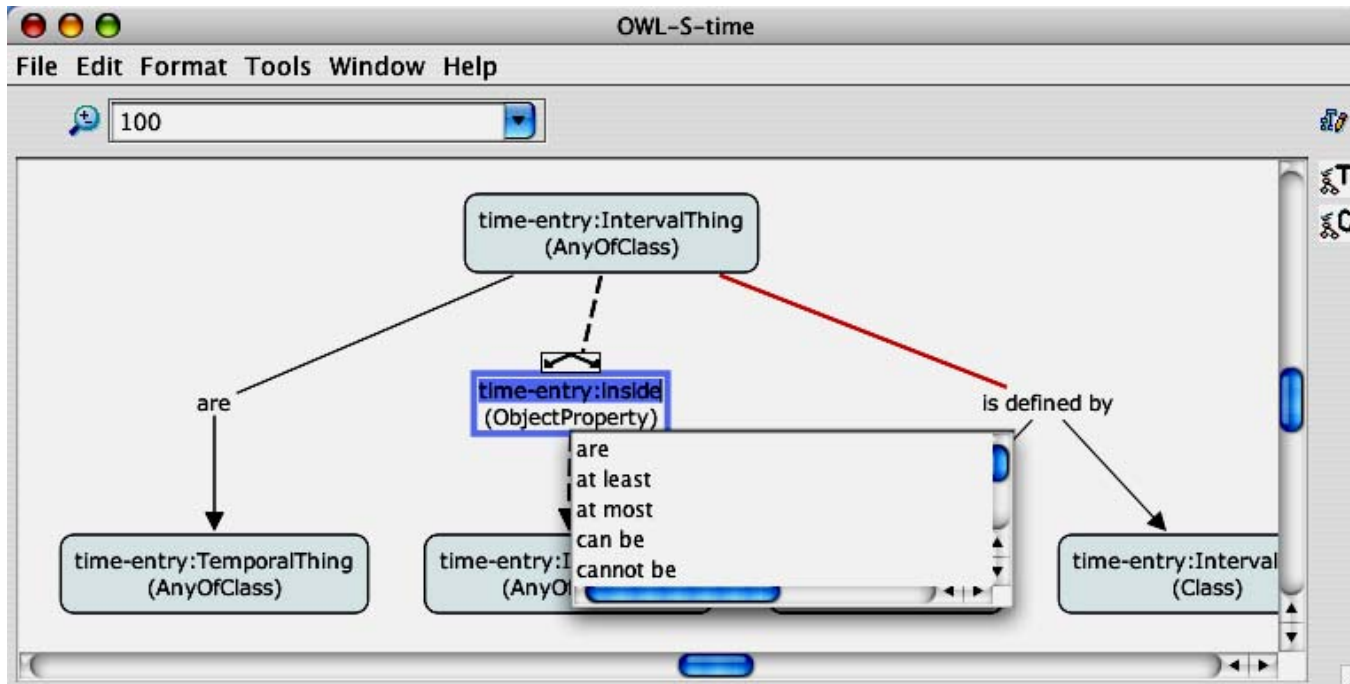 OWL-S-time
File Edit Format Tools Window Help
100
time-entry:IntervalThing
(AnyOfClass)
time-entry:inside
(ObjectProperty)
are
is defined by
are
at least
at most
can be
cannot be
time-entry:TemporalThing
(AnyOfClass)
time-entry:I
(AnyO
time-entry:Interval
(Class)